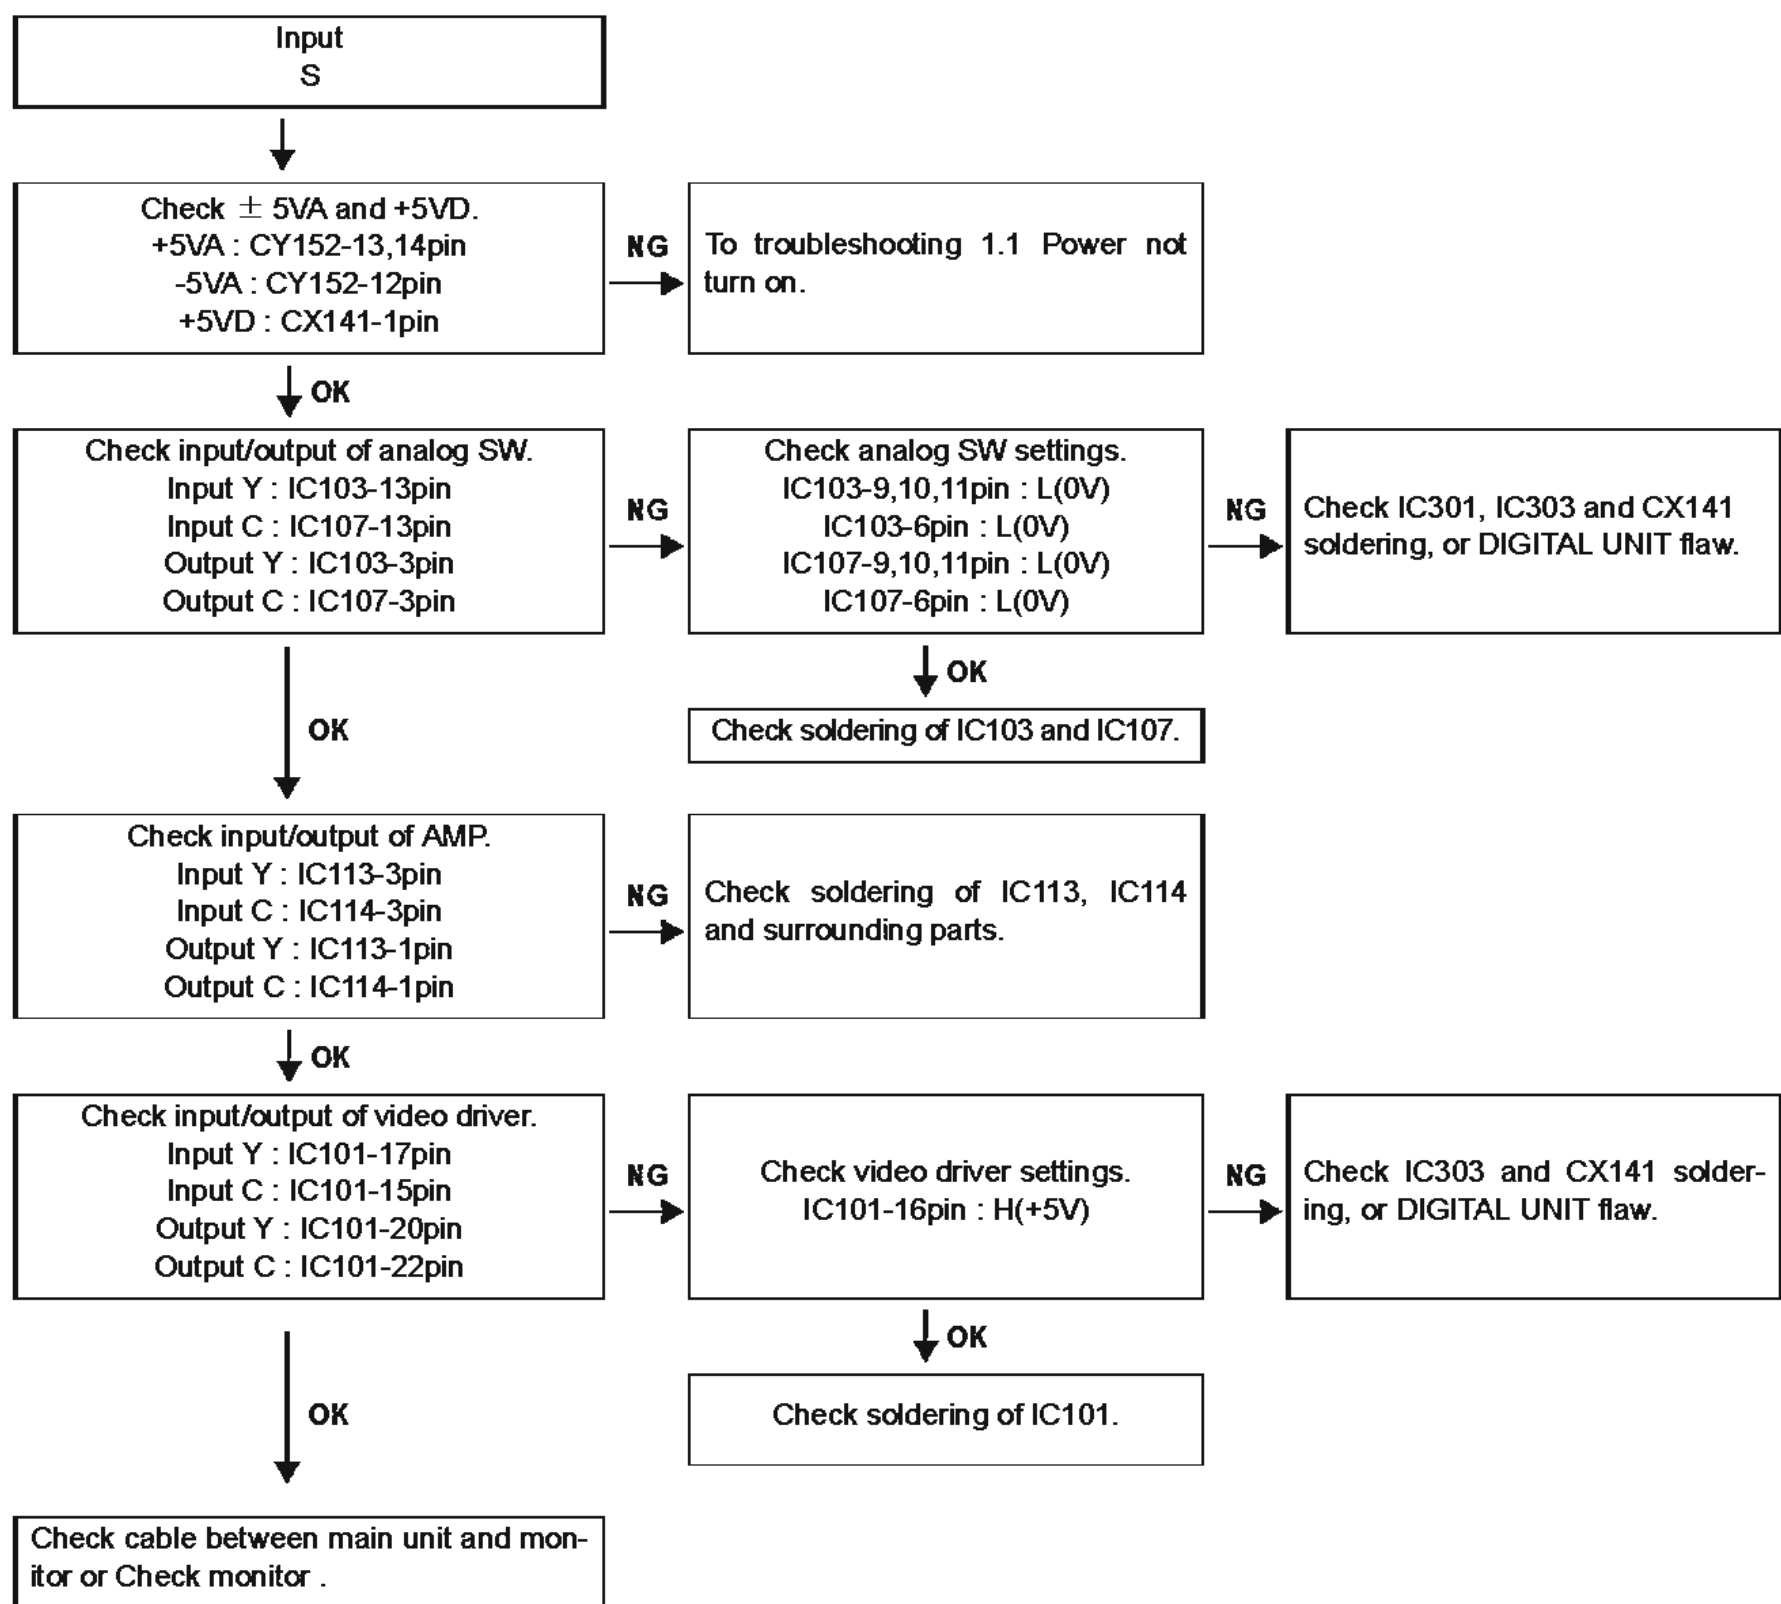 Input
S
Check ± 5VA and +5VD.
+5VA : CY152-13,14pin
-5VA : CY152-12pin
+5VD : CX141-1pin
NG
To troubleshooting 1.1 Power not
turn on.
OK
Check input/output of analog SW.
Input Y : IC103-13pin
Input C : IC107-13pin
Output Y : IC103-3pin
Output C : IC107-3pin
NG
Check analog SW settings.
IC103-9,10,11pin : L(0V)
IC103-6pin : L(0V)
IC107-9,10,11pin : L(0V)
IC107-6pin : L(0V)
NG
Check IC301, IC303 and CX141
soldering, or DIGITAL UNIT flaw.
OK
Check soldering of IC103 and IC107.
OK
Check input/output of AMP.
Input Y : IC113-3pin
Input C : IC114-3pin
Output Y : IC113-1pin
Output C : IC114-1pin
NG
Check soldering of IC113, IC114
and surrounding parts.
OK
Check input/output of video driver.
Input Y : IC101-17pin
Input C : IC101-15pin
Output Y : IC101-20pin
Output C : IC101-22pin
NG
Check video driver settings.
IC101-16pin : H(+5V)
NG
Check IC303 and CX141 solder-
ing, or DIGITAL UNIT flaw.
OK
Check soldering of IC101.
OK
Check cable between main unit and mon-
itor or Check monitor .